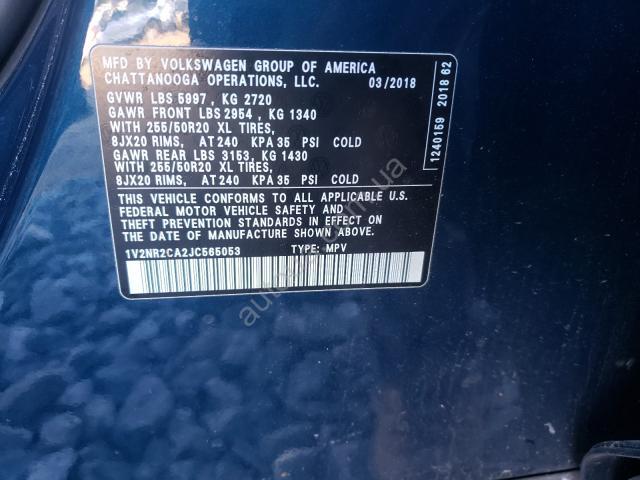 MFD BY VOLKSWAGEN GROUP OF AMERICA
CHATTANOOGA OPERATIONS, LLC. 03/2018
GVWR LBS 5997 , KG 2720
GAWR FRONT LBS 2954 , KG 1340
WITH 255/50R20 XL TIRES,
8JX20 RIMS, AT 240 KPA 35 PSI COLD
GAWR REAR LBS 3153, KG 1430
WITH 255/50R20 XL TIRES,
8JX20 RIMS, AT 240 KPA 35 PSI COLD
THIS VEHICLE CONFORMS TO ALL APPLICABLE U.S.
FEDERAL MOTOR VEHICLE SAFETY AND
THEFT PREVENTION STANDARDS IN EFFECT ON
THE DATE OF MANUFACTURE SHOWN ABOVE.
1V2NR2CA2JC565053 TYPE: MPV
1240159 2018 62